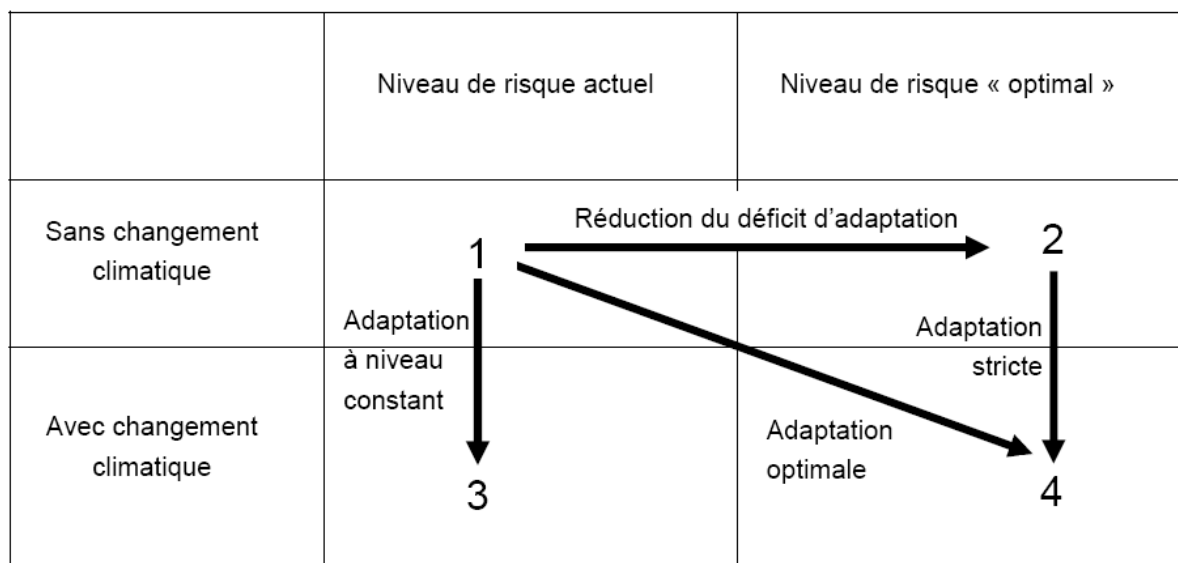 Niveau de risque actuel
Niveau de risque « optimal »
Sans changement
climatique
1
Réduction du déficit d’adaptation
2
Adaptation
à niveau
constant
Adaptation
stricte
Avec changement
climatique
3
Adaptation
optimale
4